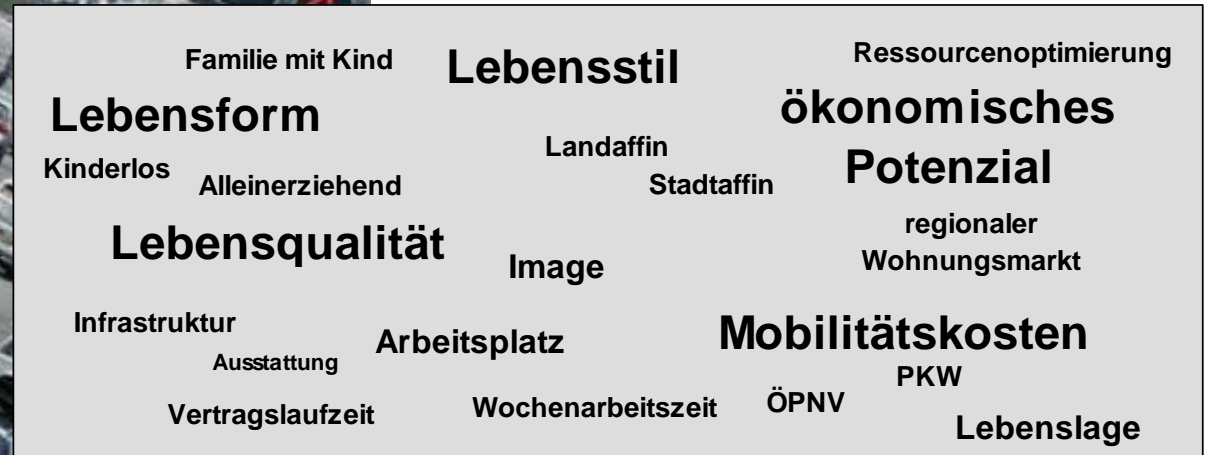 Familie mit Kind
Lebensstil
Ressourcenoptimierung
Lebensform
ökonomisches
Potenzial
Landaffin
Kinderlos
Alleinerziehend
Stadtaffin
Lebensqualität
regionaler
Wohnungsmarkt
Image
Infrastruktur
Arbeitsplatz
Mobilitätskosten
Ausstattung
PKW
Vertragslaufzeit
Wochenarbeitszeit
ÖPNV
Lebenslage